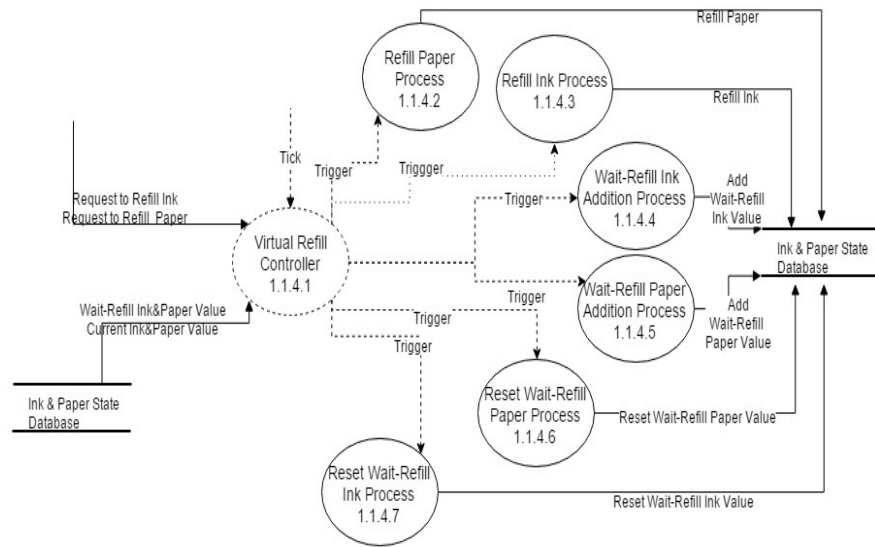 Refill Paper
Refill Paper
Process
1.1.4.2
Refill Ink Process
1.1.4.3
Refill Ink
Tick
Trigger
Triggger
Request to Refill Ink
Request to Refill Paper
Virtual Refill
Controller
1.1.4.1
Trigger
Wait-Refill Ink
Addition Process
1.1.4.4
Add
Wait-Refill
Ink Value
Ink & Paper State
Database
Wait-Refill Paper
Addition Process
1.1.4.5
Add
Wait-Refill
Paper Value
Wait-Refill Ink&Paper Value
Current Ink&Paper Value
Trigger
Trigger
Trigger
Ink & Paper State
Database
Reset Wait-Refill
Paper Process
1.1.4.6
Reset Wait-Refill Paper Value
Reset Wait-Refill
Ink Process
1.1.4.7
Reset Wait-Refill Ink Value